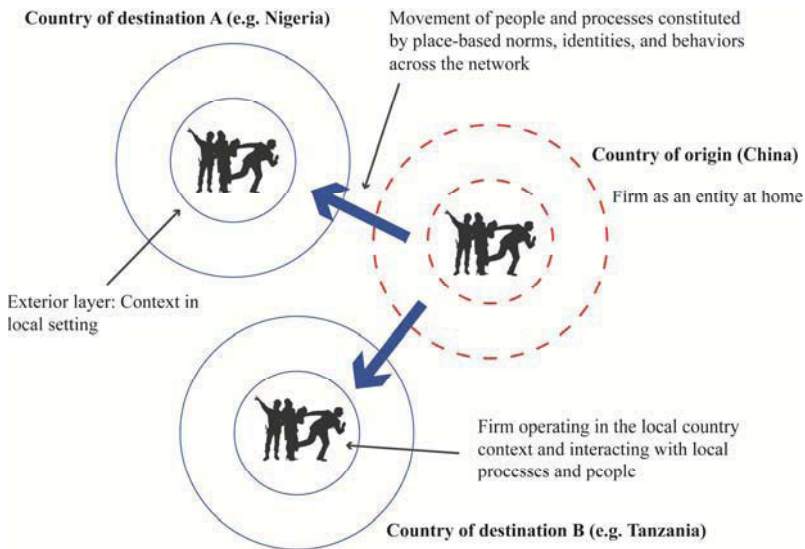 Country of destination A (e.g. Nigeria)
Movement of people and processes constituted
by place-based norms, identities, and behaviors
across the network
Country of origin (China)
Firm as an entity at home
Exterior layer: Context in
local setting
Firm operating in the local country
context and interacting with local
processes and people
Country of destination B (e.g. Tanzania)